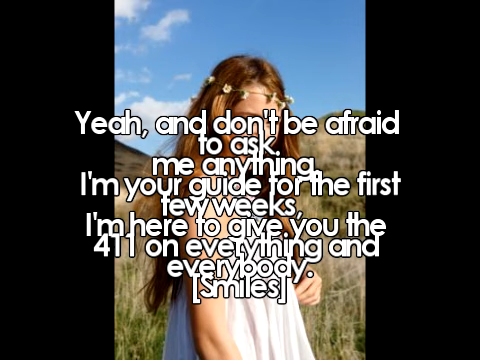 Yeah, and don't be afraid
to ask.
me anything.
I'm your guide for the first
few weeks,
I'm here to give you the
411 on everything and
everybody.
[Smiles]